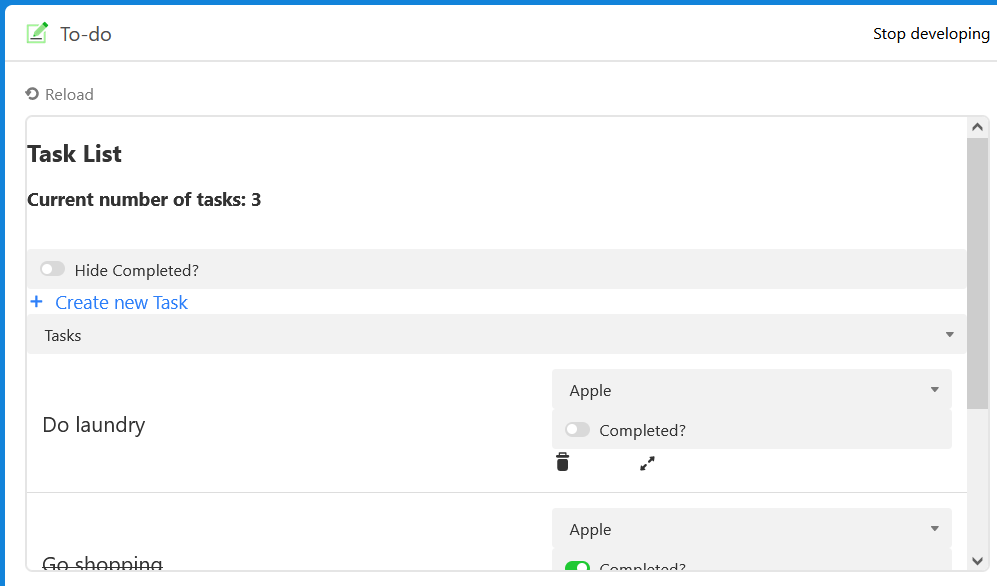 To-do
Stop developing
Reload
Task List
Current number of tasks: 3
Hide Completed?
+ Create new Task
Tasks
Apple
Do laundry
Completed?
Apple
Go shopping
Completed?